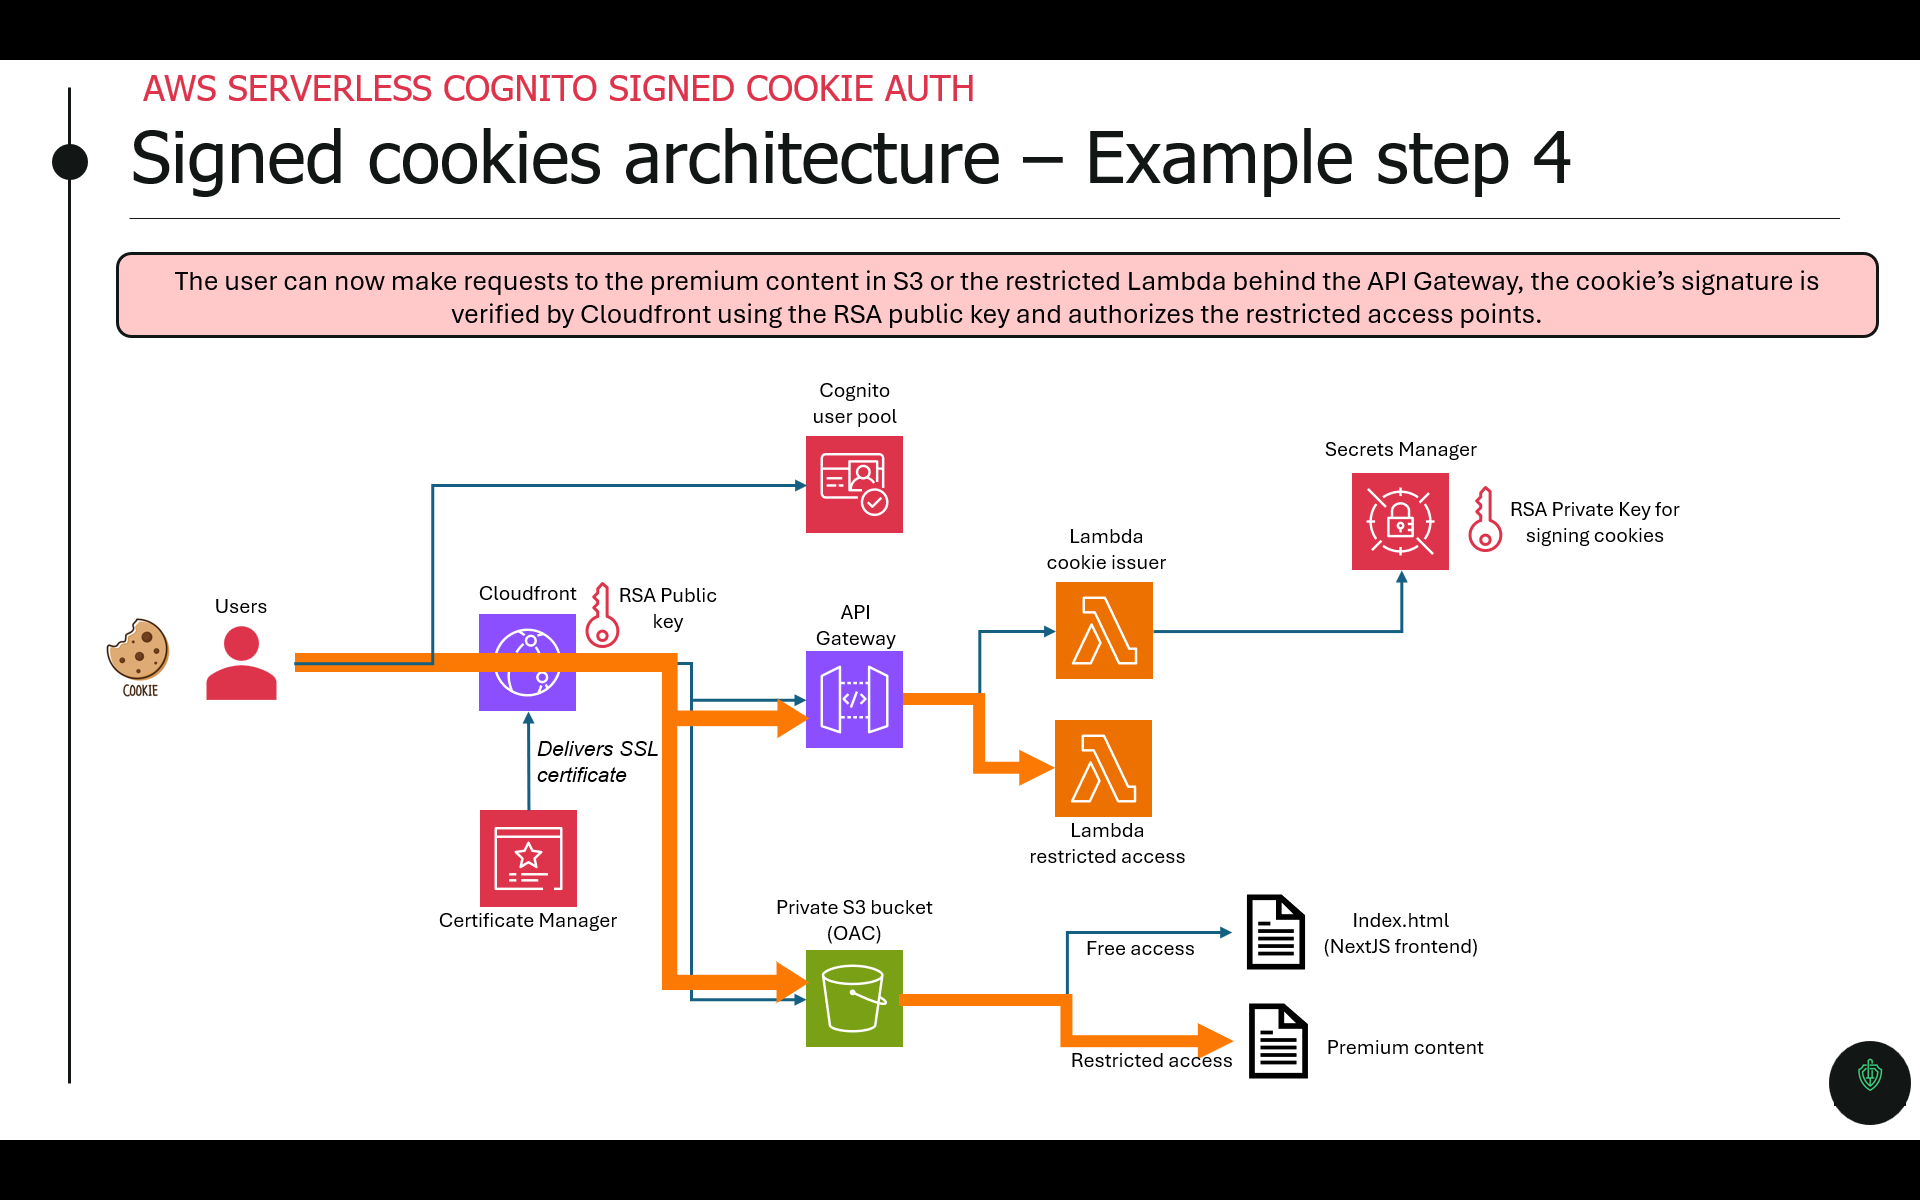 AWS SERVERLESS COGNITO SIGNED COOKIE AUTH
Signed cookies architecture – Example step 4
The user can now make requests to the premium content in S3 or the restricted Lambda behind the API Gateway, the cookie’s signature is
verified by Cloudfront using the RSA public key and authorizes the restricted access points.
Cognito
user pool
Secrets Manager
RSA Private Key for
signing cookies
Lambda
cookie issuer
Cloudfront
RSA Public
key
Users
COOKIE
API
Gateway
</>
Delivers SSL
certificate
Lambda
restricted access
Certificate Manager
Private S3 bucket
(OAC)
Free access
Index.html
(NextJS frontend)
Restricted access
Premium content